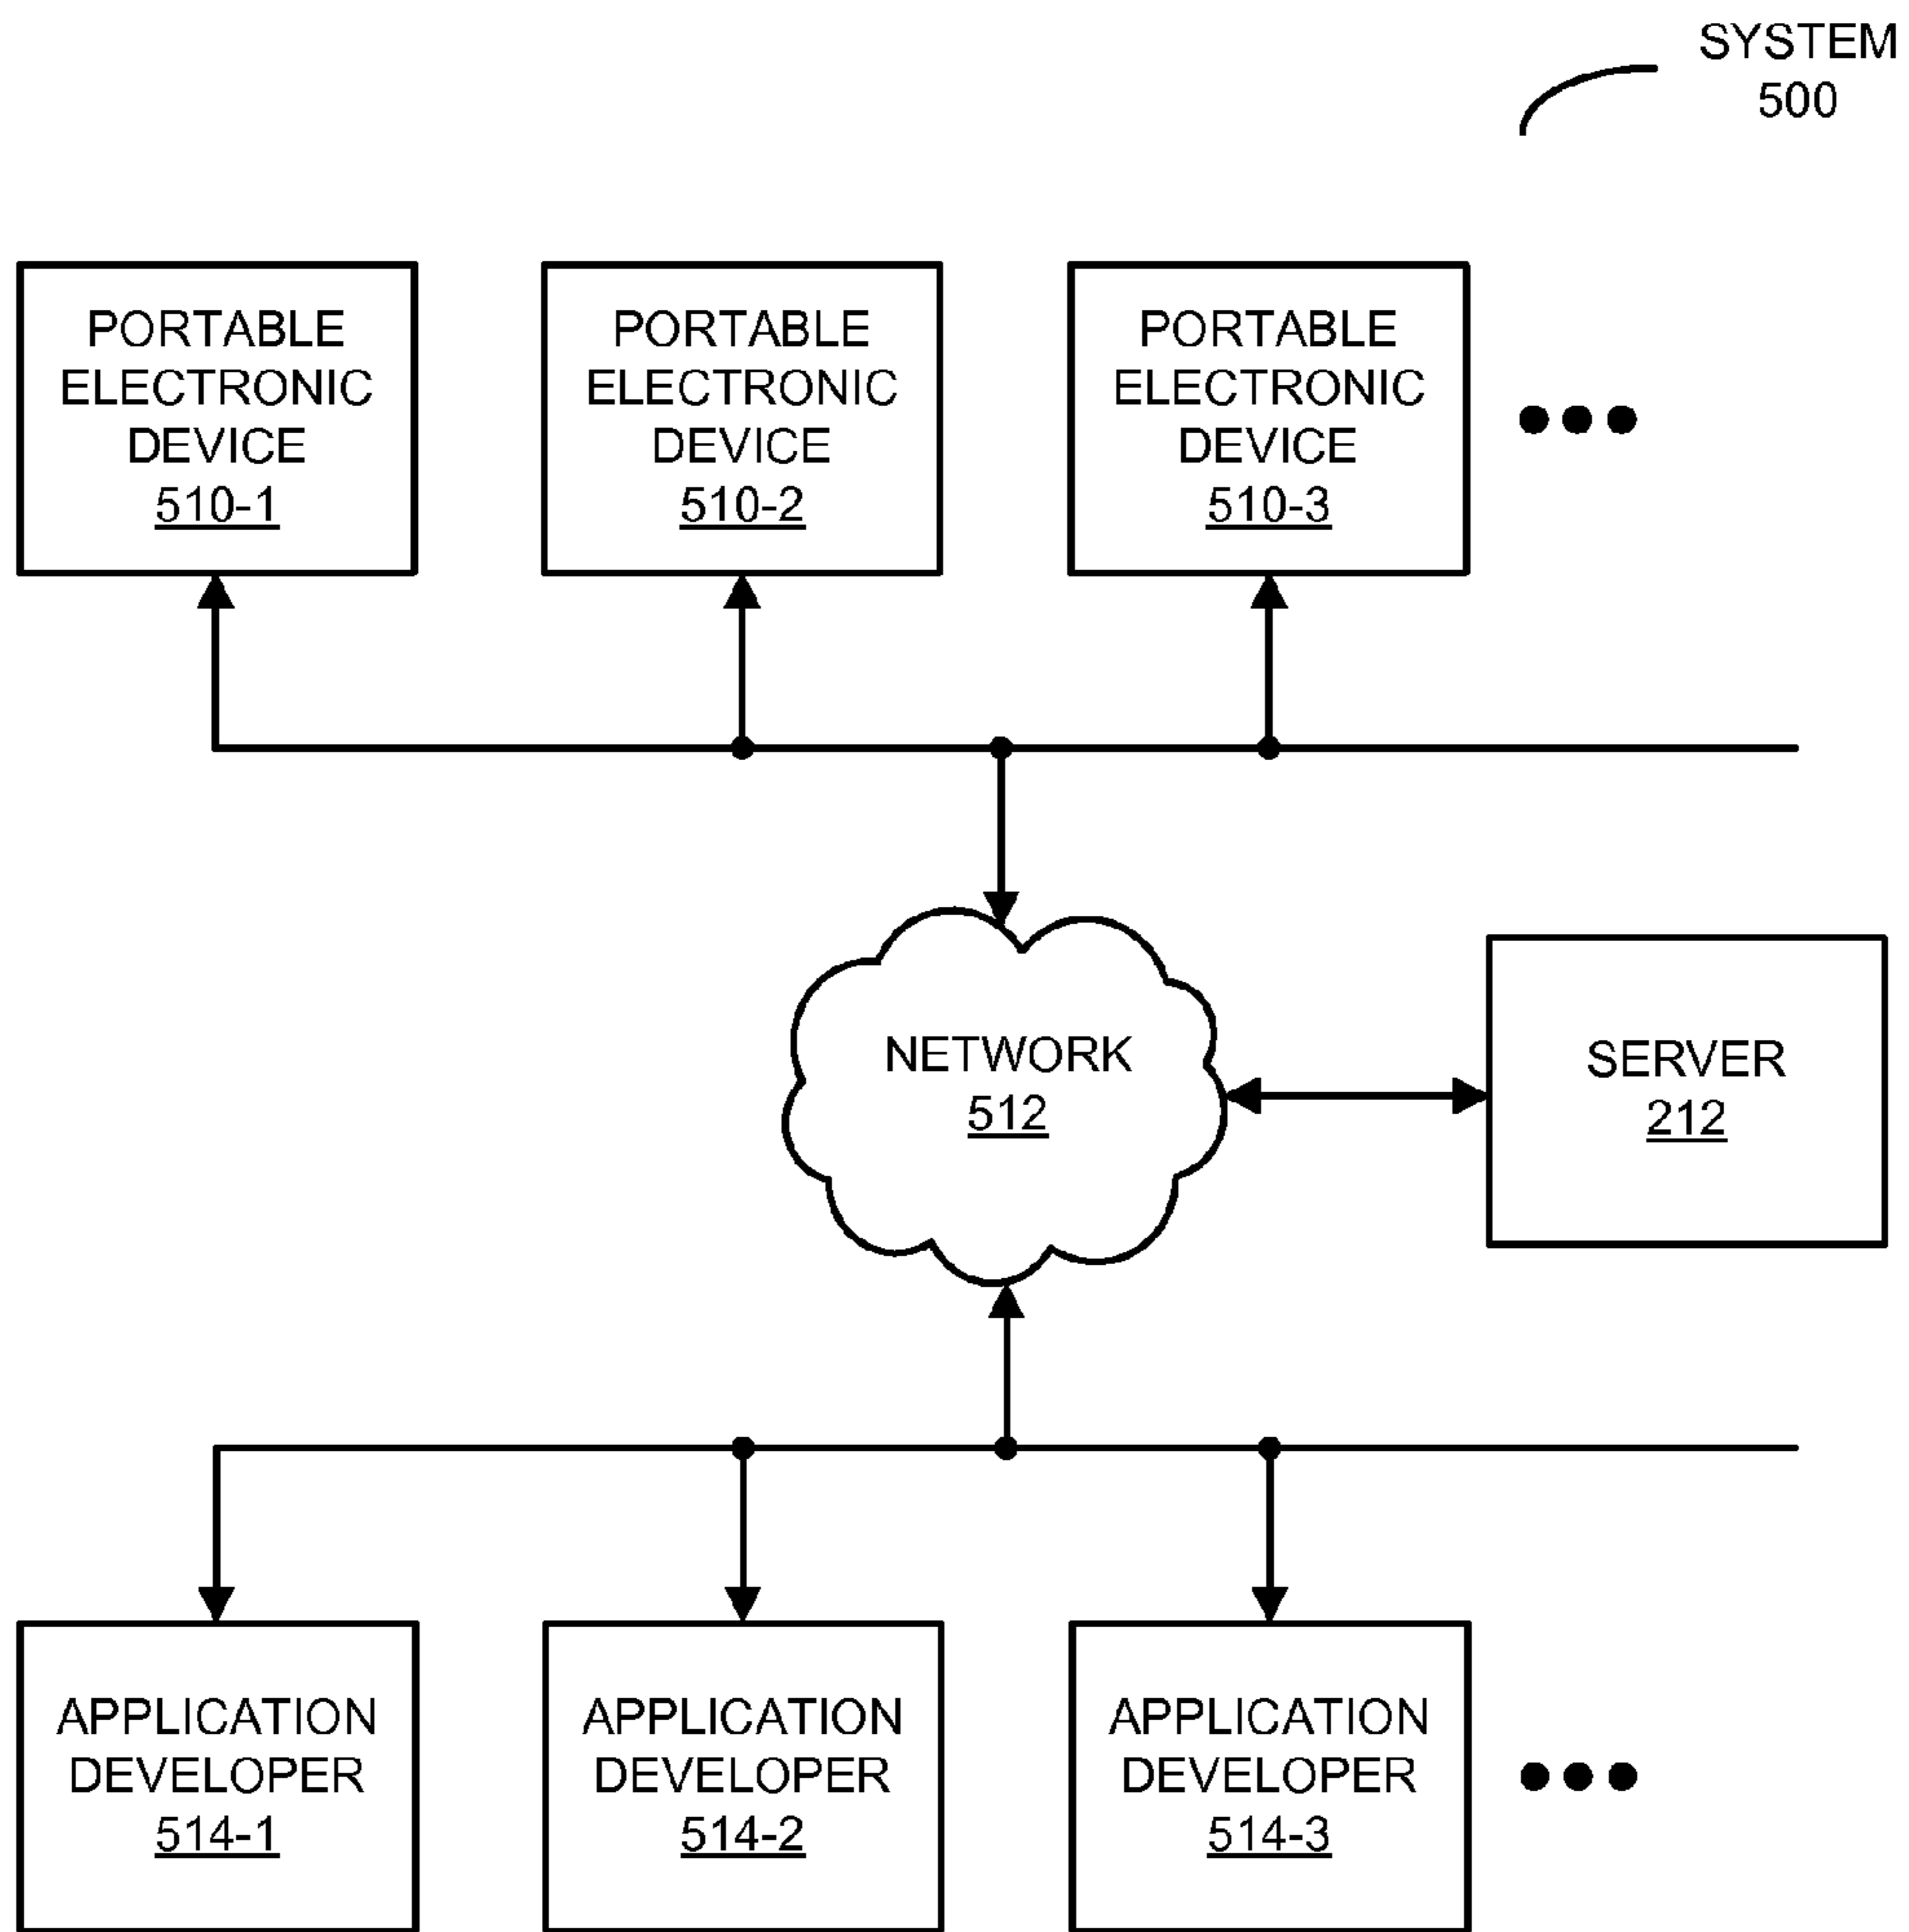 SYSTEM
500
PORTABLE
ELECTRONIC
DEVICE
510-1
PORTABLE
ELECTRONIC
DEVICE
510-2
PORTABLE
ELECTRONIC
DEVICE
510-3
NETWORK
512
SERVER
212
APPLICATION
DEVELOPER
514-1
APPLICATION
DEVELOPER
514-2
APPLICATION
DEVELOPER
514-3